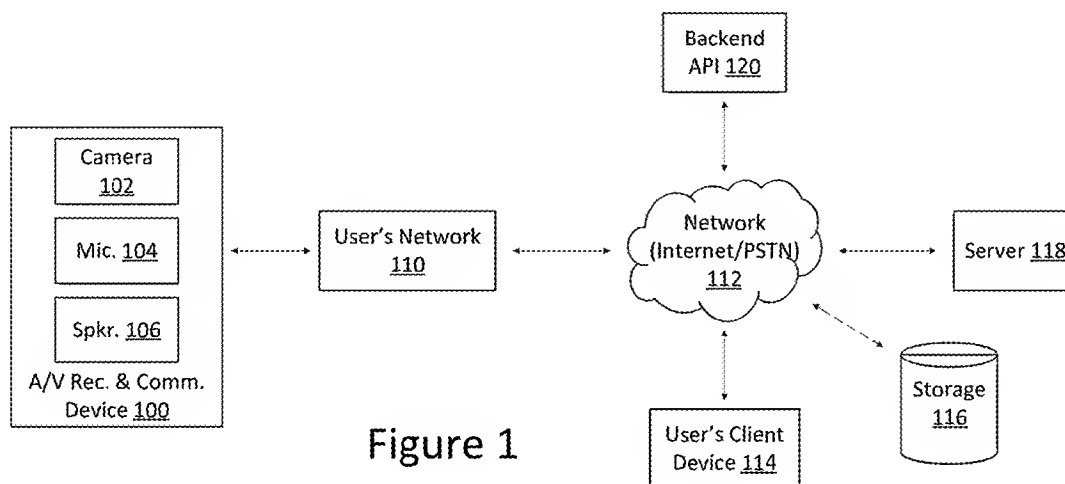 Backend
API 120
Camera
102
Mic. 104
Spkr. 106
A/V Rec. & Comm.
Device 100
User's Network
110
Network
(Internet/PSTN)
112
Server 118
Storage
116
User's Client
Device 114
Figure 1